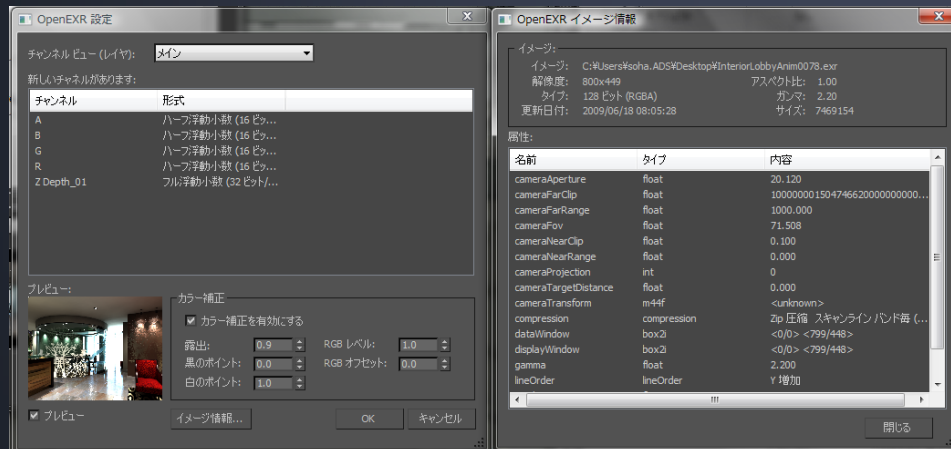 OpenEXR 設定
チャンネル ビュー (レイヤ): メイン
新しいチャネルがあります:
チャンネル 形式
A ハーフ浮動小数 (16 ビッ...
B ハーフ浮動小数 (16 ビッ...
G ハーフ浮動小数 (16 ビッ...
R ハーフ浮動小数 (16 ビッ...
Z Depth_01 フル浮動小数 (32 ビット/...
プレビュー:
カラー補正
カラー補正を有効にする
露出: 0.9 RGB レベル: 1.0
黒のポイント: 0.0 RGB オフセット: 0.0
白のポイント: 1.0
プレビュー
イメージ情報...
OK
キャンセル
OpenEXR イメージ情報
イメージ:
イメージ: C:¥Users¥soha.ADS¥Desktop¥InteriorLobbyAnim0078.exr
解像度: 800x449 アスペクト比: 1.00
タイプ: 128 ビット (RGBA) ガンマ: 2.20
更新日付: 2009/06/18 08:05:28 サイズ: 7469154
属性:
名前 タイプ 内容
cameraAperture float 20.120
cameraFarClip float 100000001504746620000000000...
cameraFarRange float 1000.000
cameraFov float 71.508
cameraNearClip float 0.100
cameraNearRange float 0.000
cameraProjection int 0
cameraTargetDistance float 0.000
cameraTransform m44f <unknown>
compression compression Zip 圧縮 スキャンライン バンド毎 (...
dataWindow box2i <0/0> <799/448>
displayWindow box2i <0/0> <799/448>
gamma float 2.200
lineOrder lineOrder Y 増加
閉じる